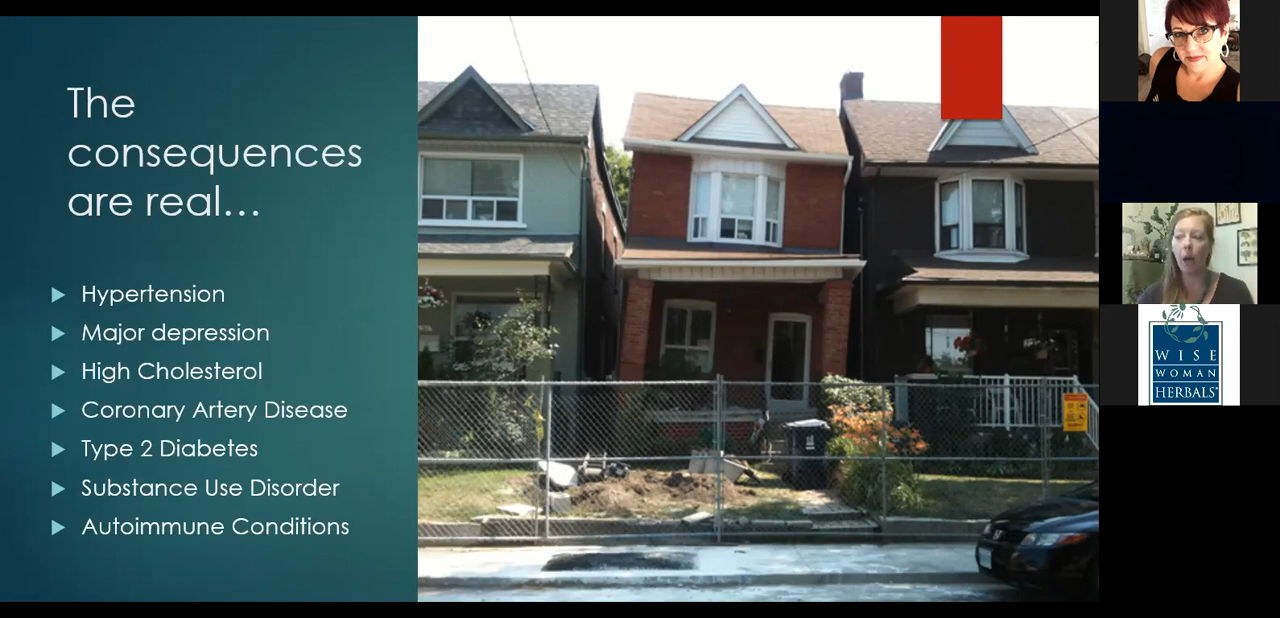 The
consequences
are real…
Hypertension
Major depression
High Cholesterol
Coronary Artery Disease
Type 2 Diabetes
Substance Use Disorder
Autoimmune Conditions
WISE
WOMAN
HERBALS®